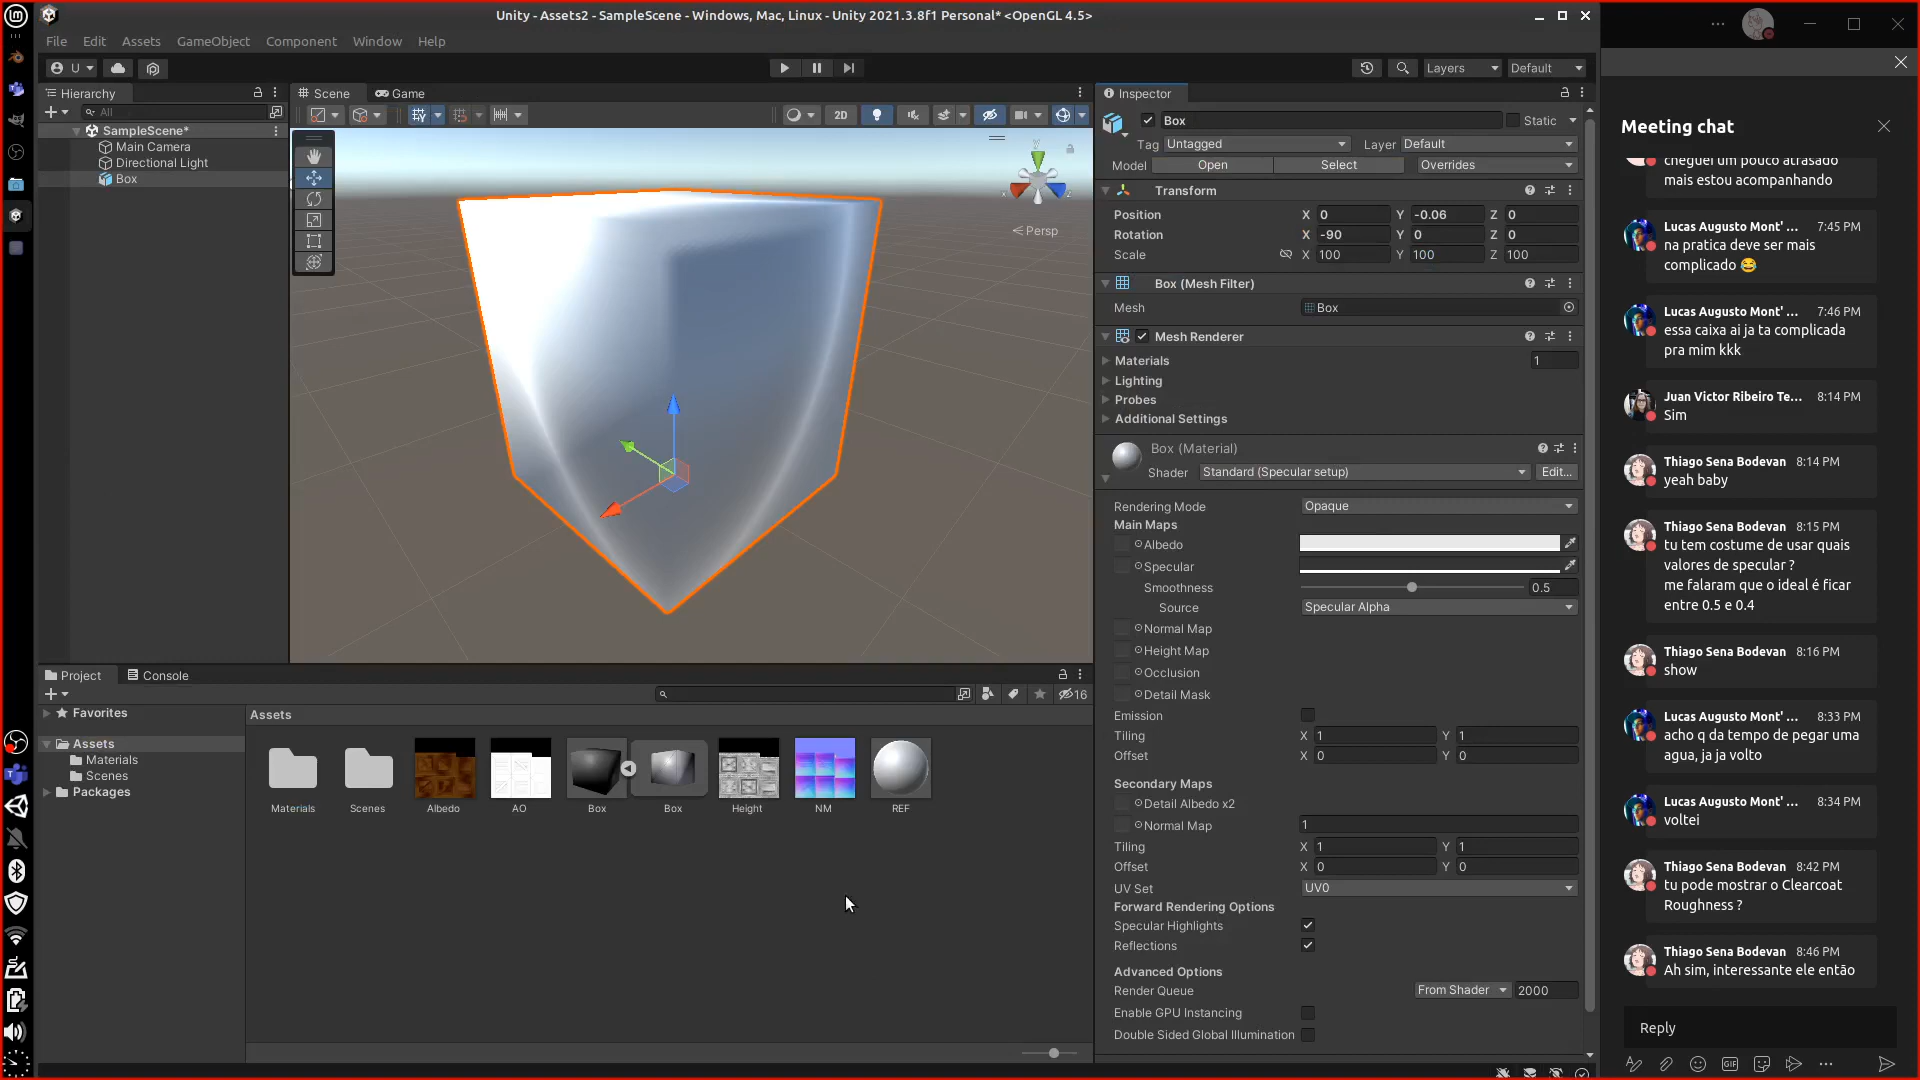 Unity - Assets2 - SampleScene - Windows, Mac, Linux - Unity 2021.3.8f1 Personal* <OpenGL 4.5>
File Edit Assets GameObject Component Window Help
U
Layers
Default
Hierarchy
All
SampleScene*
Main Camera
Directional Light
Box
Scene
Game
2D
Y
X
Z
Persp
Inspector
Box
Static
Tag Untagged Layer Default
Model Open Select Overrides
Transform
Position X 0 Y -0.06 Z 0
Rotation X -90 Y 0 Z 0
Scale X 100 Y 100 Z 100
Box (Mesh Filter)
Mesh Box
Mesh Renderer
Materials 1
Lighting
Probes
Additional Settings
Box (Material)
Shader Standard (Specular setup) Edit...
Rendering Mode Opaque
Main Maps
Albedo
Specular
Smoothness 0.5
Source Specular Alpha
Normal Map
Height Map
Occlusion
Detail Mask
Emission
Tiling X 1 Y 1
Offset X 0 Y 0
Secondary Maps
Detail Albedo x2
Normal Map 1
Tiling X 1 Y 1
Offset X 0 Y 0
UV Set UV0
Forward Rendering Options
Specular Highlights
Reflections
Advanced Options
Render Queue From Shader 2000
Enable GPU Instancing
Double Sided Global Illumination
Project
Console
16
Favorites
Assets
Materials
Scenes
Packages
Assets
Materials
Scenes
Albedo
AO
Box
Box
Height
NM
REF
Meeting chat
cheguei um pouco atrasado
mais estou acompanhando
Lucas Augusto Mont' ... 7:45 PM
na pratica deve ser mais
complicado 😂
Lucas Augusto Mont' ... 7:46 PM
essa caixa ai ja ta complicada
pra mim kkk
Juan Victor Ribeiro Te... 8:14 PM
Sim
Thiago Sena Bodevan 8:14 PM
yeah baby
Thiago Sena Bodevan 8:15 PM
tu tem costume de usar quais
valores de specular ?
me falaram que o ideal é ficar
entre 0.5 e 0.4
Thiago Sena Bodevan 8:16 PM
show
Lucas Augusto Mont' ... 8:33 PM
acho q da tempo de pegar uma
agua, ja ja volto
Lucas Augusto Mont' ... 8:34 PM
voltei
Thiago Sena Bodevan 8:42 PM
tu pode mostrar o Clearcoat
Roughness ?
Thiago Sena Bodevan 8:46 PM
Ah sim, interessante ele então
Reply
GIF